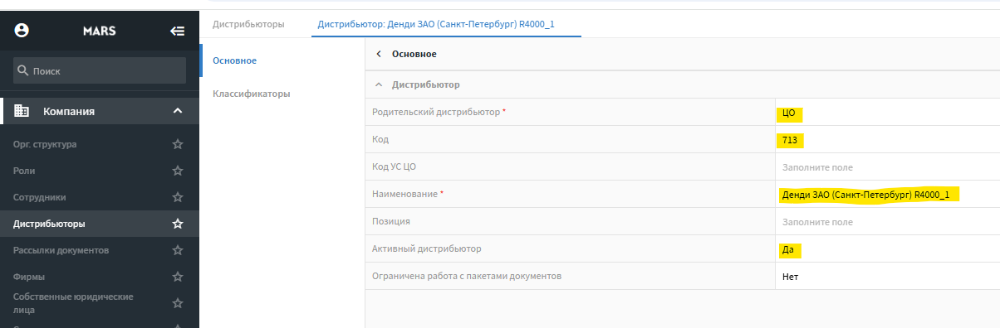 MARS
Поиск
Компания
Орг. структура
Роли
Сотрудники
Дистрибьюторы
Рассылки документов
Фирмы
Собственные юридические
лица
Дистрибьюторы
Дистрибьютор: Денди ЗАО (Санкт-Петербург) R4000_1
Основное
Классификаторы
Основное
Дистрибьютор
Родительский дистрибьютор * ЦО
Код 713
Код УС ЦО Заполните поле
Наименование * Денди ЗАО (Санкт-Петербург) R4000_1
Позиция Заполните поле
Активный дистрибьютор Да
Ограничена работа с пакетами документов Нет